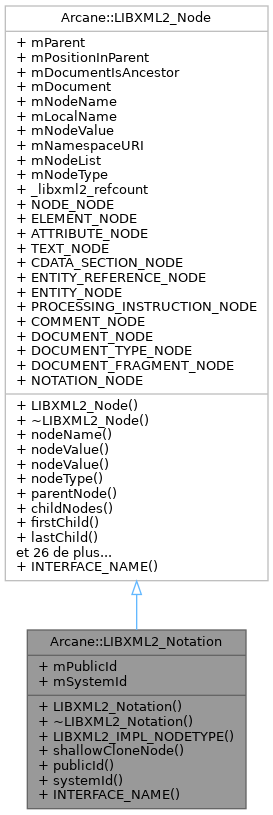 Arcane::LIBXML2_Node
+ mParent
+ mPositionInParent
+ mDocumentIsAncestor
+ mDocument
+ mNodeName
+ mLocalName
+ mNodeValue
+ mNamespaceURI
+ mNodeList
+ mNodeType
+ _libxml2_refcount
+ NODE_NODE
+ ELEMENT_NODE
+ ATTRIBUTE_NODE
+ TEXT_NODE
+ CDATA_SECTION_NODE
+ ENTITY_REFERENCE_NODE
+ ENTITY_NODE
+ PROCESSING_INSTRUCTION_NODE
+ COMMENT_NODE
+ DOCUMENT_NODE
+ DOCUMENT_TYPE_NODE
+ DOCUMENT_FRAGMENT_NODE
+ NOTATION_NODE
+ LIBXML2_Node()
+ ~LIBXML2_Node()
+ nodeName()
+ nodeValue()
+ nodeValue()
+ nodeType()
+ parentNode()
+ childNodes()
+ firstChild()
+ lastChild()
et 26 de plus...
+ INTERFACE_NAME()
Arcane::LIBXML2_Notation
+ mPublicId
+ mSystemId
+ LIBXML2_Notation()
+ ~LIBXML2_Notation()
+ LIBXML2_IMPL_NODETYPE()
+ shallowCloneNode()
+ publicId()
+ systemId()
+ INTERFACE_NAME()